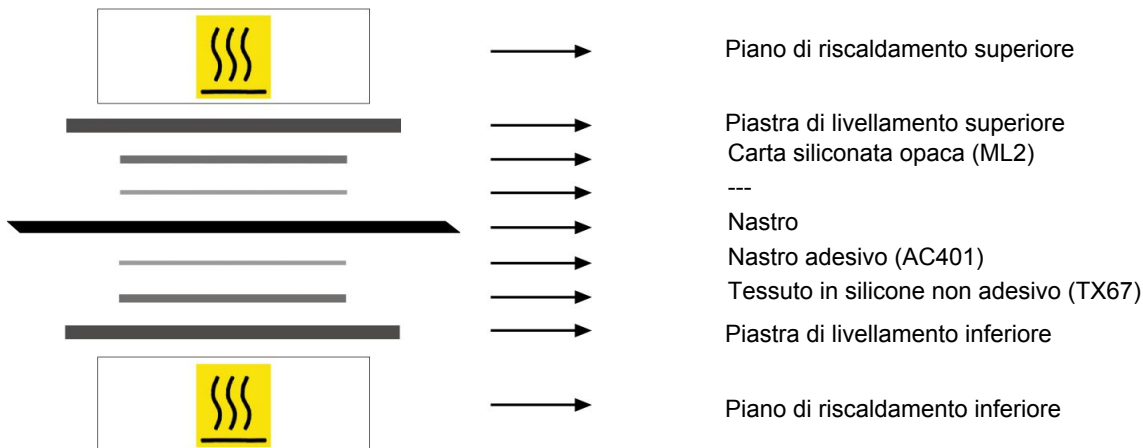 Piano di riscaldamento superiore
Piastra di livellamento superiore
Carta siliconata opaca (ML2)
---
Nastro
Nastro adesivo (AC401)
Tessuto in silicone non adesivo (TX67)
Piastra di livellamento inferiore
Piano di riscaldamento inferiore